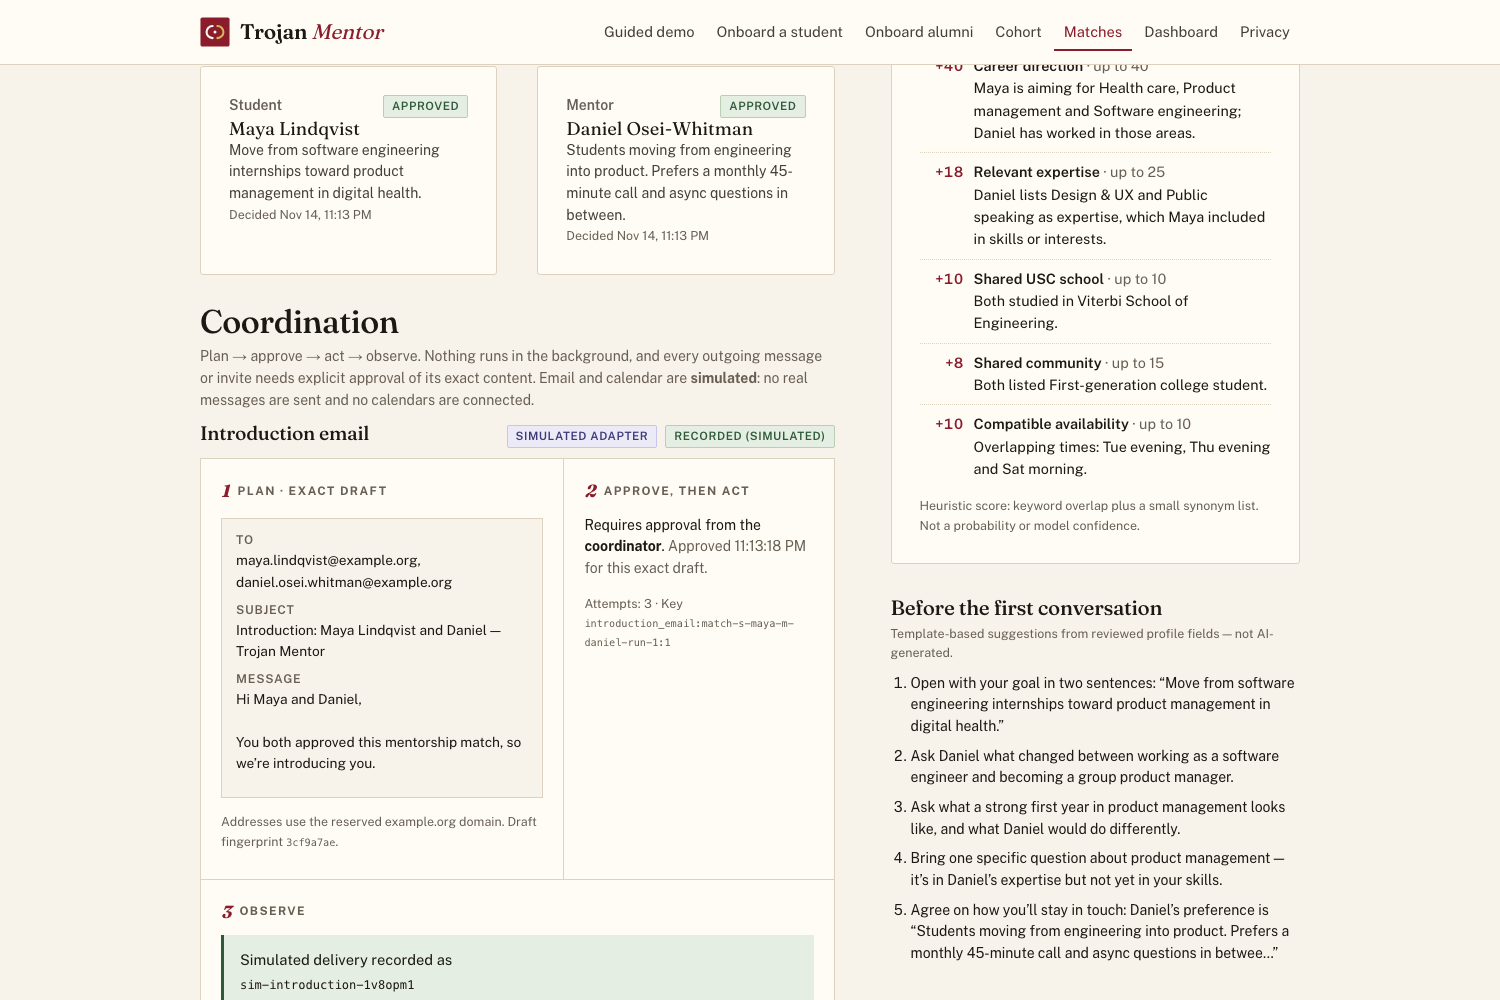 Trojan Mentor
Guided demo
Onboard a student
Onboard alumni
Cohort
Matches
Dashboard
Privacy
Student
APPROVED
Maya Lindqvist
Move from software engineering
internships toward product
management in digital health.
Decided Nov 14, 11:13 PM
Mentor
APPROVED
Daniel Osei-Whitman
Students moving from engineering
into product. Prefers a monthly 45-
minute call and async questions in
between.
Decided Nov 14, 11:13 PM
Coordination
Plan → approve → act → observe. Nothing runs in the background, and every outgoing message
or invite needs explicit approval of its exact content. Email and calendar are simulated: no real
messages are sent and no calendars are connected.
Introduction email
SIMULATED ADAPTER
RECORDED (SIMULATED)
1 PLAN · EXACT DRAFT
TO
maya.lindqvist@example.org,
daniel.osei.whitman@example.org
SUBJECT
Introduction: Maya Lindqvist and Daniel —
Trojan Mentor
MESSAGE
Hi Maya and Daniel,
You both approved this mentorship match, so
we’re introducing you.
Addresses use the reserved example.org domain. Draft
fingerprint 3cf9a7ae.
2 APPROVE, THEN ACT
Requires approval from the
coordinator. Approved 11:13:18 PM
for this exact draft.
Attempts: 3 · Key
introduction_email:match-s-maya-m-
daniel-run-1:1
3 OBSERVE
Simulated delivery recorded as
sim-introduction-1v8opm1
+40 Career direction · up to 40
Maya is aiming for Health care, Product
management and Software engineering;
Daniel has worked in those areas.
+18 Relevant expertise · up to 25
Daniel lists Design & UX and Public
speaking as expertise, which Maya included
in skills or interests.
+10 Shared USC school · up to 10
Both studied in Viterbi School of
Engineering.
+8 Shared community · up to 15
Both listed First-generation college student.
+10 Compatible availability · up to 10
Overlapping times: Tue evening, Thu evening
and Sat morning.
Heuristic score: keyword overlap plus a small synonym list.
Not a probability or model confidence.
Before the first conversation
Template-based suggestions from reviewed profile fields — not AI-
generated.
1. Open with your goal in two sentences: “Move from software
engineering internships toward product management in
digital health.”
2. Ask Daniel what changed between working as a software
engineer and becoming a group product manager.
3. Ask what a strong first year in product management looks
like, and what Daniel would do differently.
4. Bring one specific question about product management —
it’s in Daniel’s expertise but not yet in your skills.
5. Agree on how you’ll stay in touch: Daniel’s preference is
“Students moving from engineering into product. Prefers a
monthly 45-minute call and async questions in betwee…”